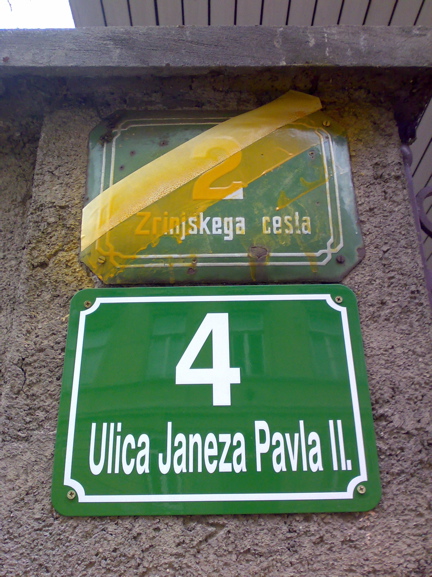 2
Zrinjskega cesta
4
Ulica Janeza Pavla II.